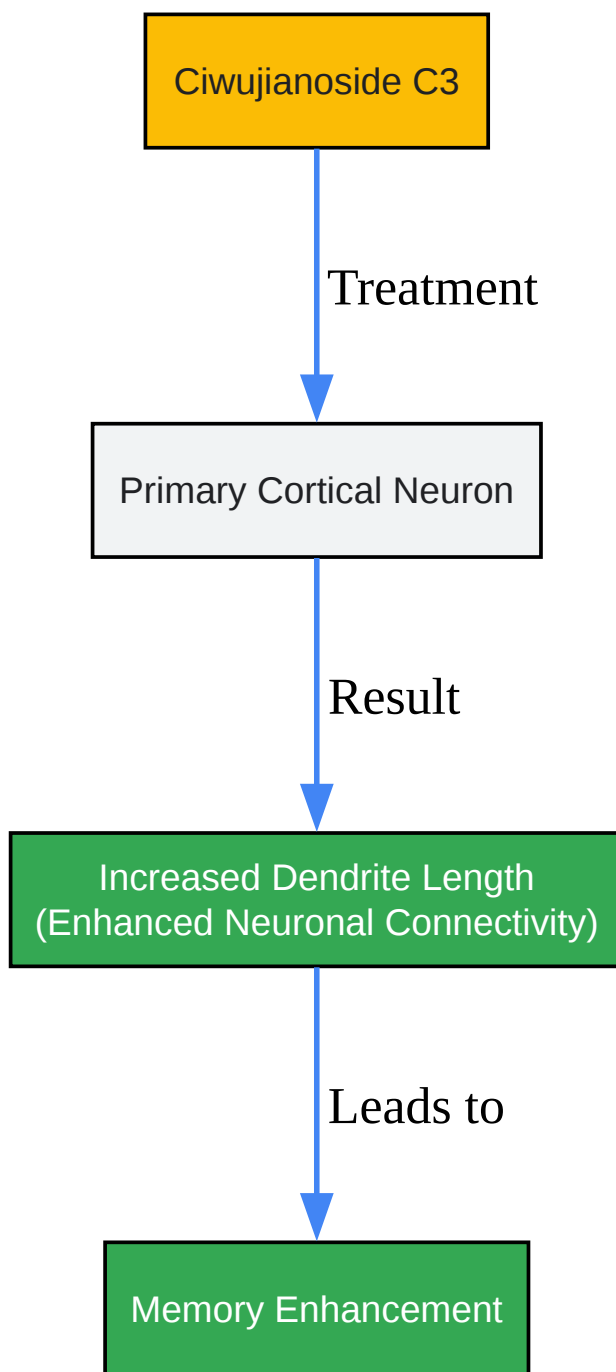 Ciwujianoside C3
Treatment
Primary Cortical Neuron
Result
Increased Dendrite Length
(Enhanced Neuronal Connectivity)
Leads to
Memory Enhancement